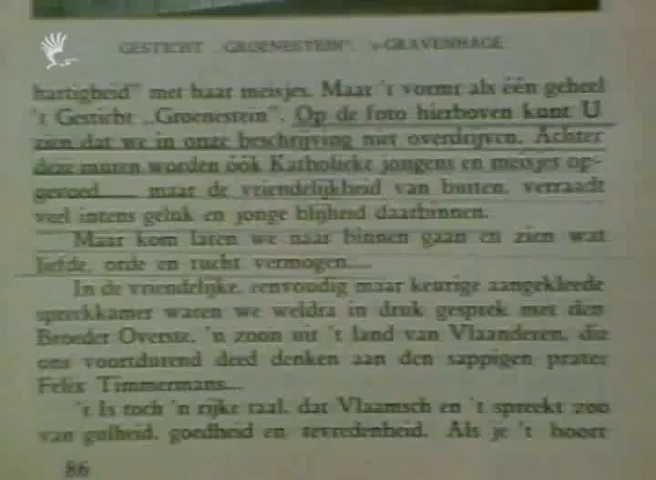 GESTICHT „GROENESTEIN", 's-GRAVENHAGE
hartigheid" met haar meisjes. Maar 't vormt als één geheel
't Gesticht „Groenestein". Op de foto hierboven kunt U
zien dat we in onze beschrijving niet overdrijven. Achter
deze muren worden óók Katholieke jongens en meisjes op-
gevoed...... maar de vriendelijkheid van buiten, verraadt
veel intens geluk en jonge blijheid daarbinnen.
Maar kom laten we naar binnen gaan en zien wat
liefde, orde en tucht vermogen......
In de vriendelijke, eenvoudig maar keurige aangekleede
spreekkamer waren we weldra in druk gesprek met den
Broeder Overste, 'n zoon uit 't land van Vlaanderen, die
ons voortdurend deed denken aan den sappigen prater
Felix Timmermans...
't Is toch 'n rijke taal, dat Vlaamsch en 't spreekt zoo
van gulheid, goedheid en tevredenheid. Als je 't hoort
86